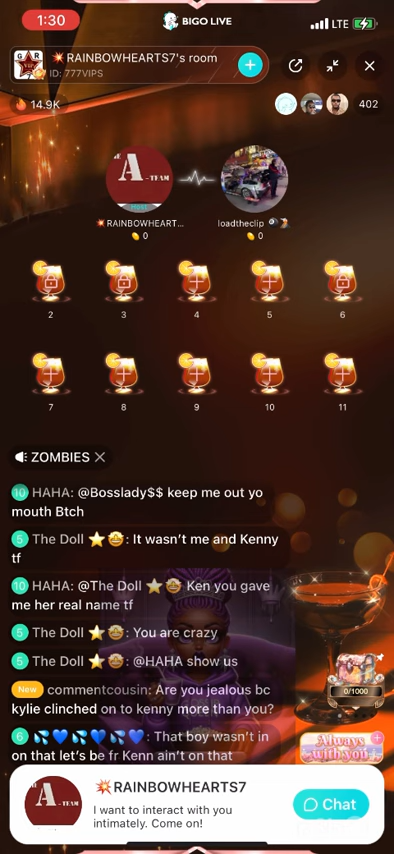 1:30
BIGO LIVE
LTE
G R
VIP
💥RAINBOWHEARTS7's room
ID: 777VIPS
14.9K
402
A-TEAM
Host
💥RAINBOWHEART...
loadtheclip
0
0
2
3
4
5
6
7
8
9
10
11
ZOMBIES
10 HAHA: @Bosslady$$ keep me out yo
mouth Btch
5 The Doll ⭐🤩: It wasn't me and Kenny
tf
10 HAHA: @The Doll ⭐🤩 Ken you gave
me her real name tf
5 The Doll ⭐🤩: You are crazy
5 The Doll ⭐🤩: @HAHA show us
New commentcousin: Are you jealous bc
kylie clinched on to kenny more than you?
6 💦💙💦💙💦💙: That boy wasn't in
on that let's be fr Kenn ain't on that
0/1000
Always
with you
A-TEAM
💥RAINBOWHEARTS7
I want to interact with you
intimately. Come on!
Chat